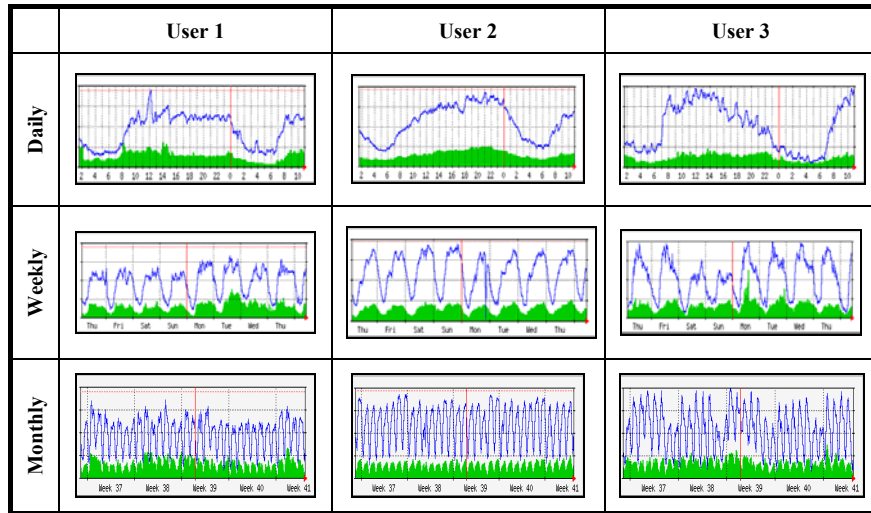 User 1 User 2 User 3
Daily
2 4 6 8 10 12 14 16 18 20 22 0 2 4 6 8 10
2 4 6 8 10 12 14 16 18 20 22 0 2 4 6 8 10
2 4 6 8 10 12 14 16 18 20 22 0 2 4 6 8 10
Weekly
Thu Fri Sat Sun Mon Tue Wed Thu
Thu Fri Sat Sun Mon Tue Wed Thu
Thu Fri Sat Sun Mon Tue Wed Thu
Monthly
Week 37 Week 38 Week 39 Week 40 Week 41
Week 37 Week 38 Week 39 Week 40 Week 41
Week 37 Week 38 Week 39 Week 40 Week 41